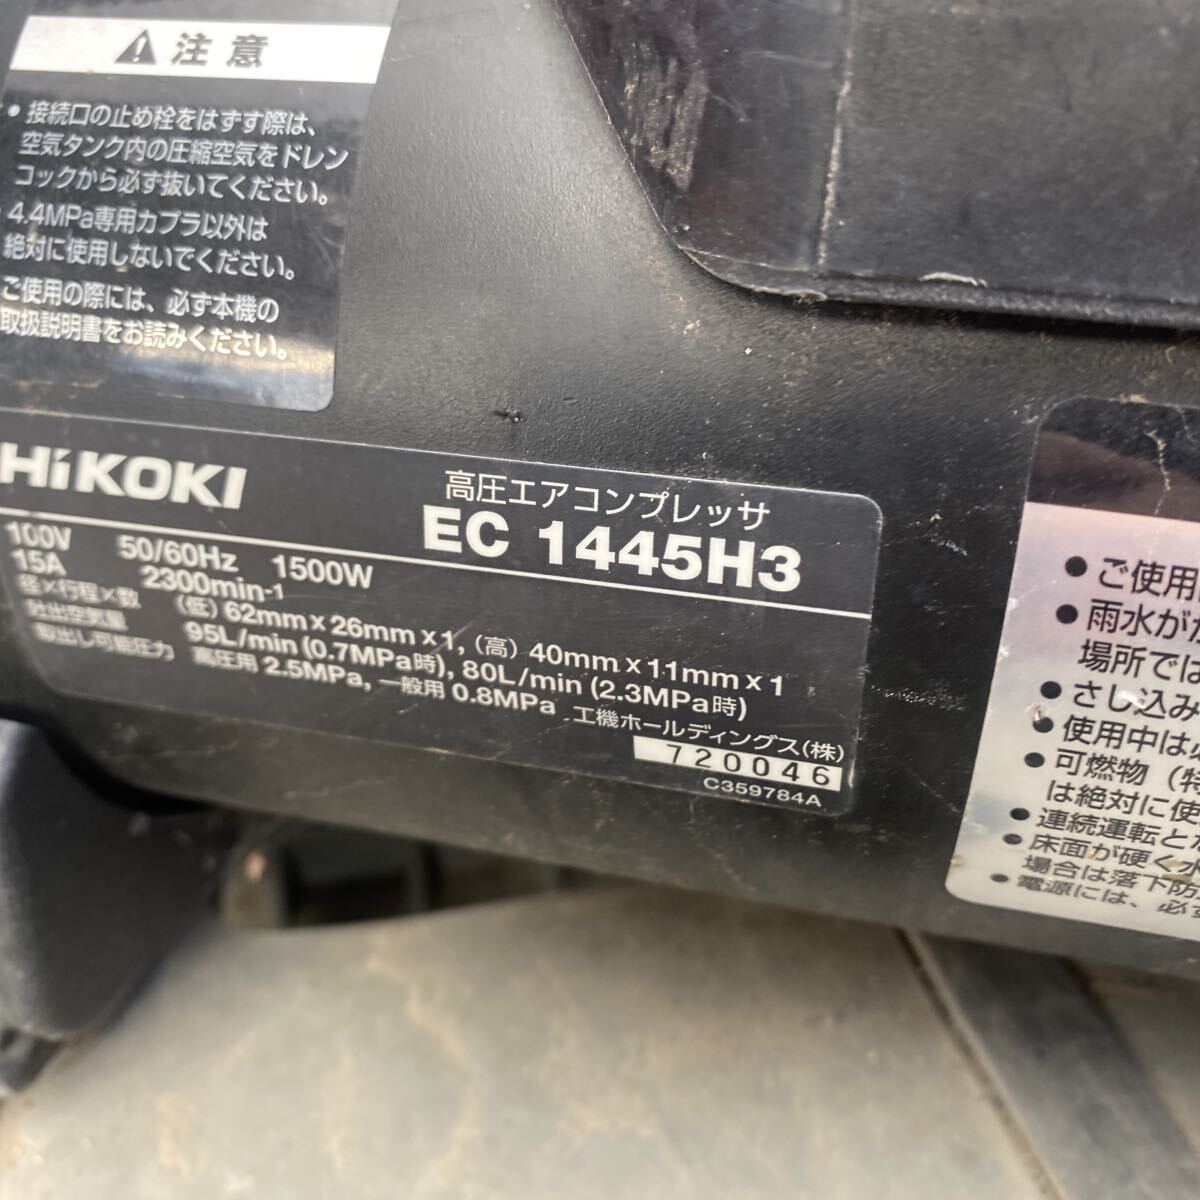 注意
• 接続口の止め栓をはずす際は、
空気タンク内の圧縮空気をドレン
コックから必ず抜いてください。
4.4MPa専用カプラ以外は
絶対に使用しないでください。
ご使用の際には、必ず本機の
取扱説明書をお読みください。
HiKOKI
高圧エアコンプレッサ
EC 1445H3
100V 50/60Hz 1500W
15A 2300min-1
径×行程×数 (低) 62mm×26mm×1, (高) 40mm×11mm×1
吐出空気量 95L/min (0.7MPa時), 80L/min (2.3MPa時)
取出し可能圧力 高圧用 2.5MPa, 一般用 0.8MPa
工機ホールディングス(株)
720046
C359784A
• ご使用
• 雨水が
場所では
• さし込み
• 使用中は
• 可燃物(特
は絶対に使
• 連続運転と
• 床面が硬く水
場合は落下防
• 電源には、必ず